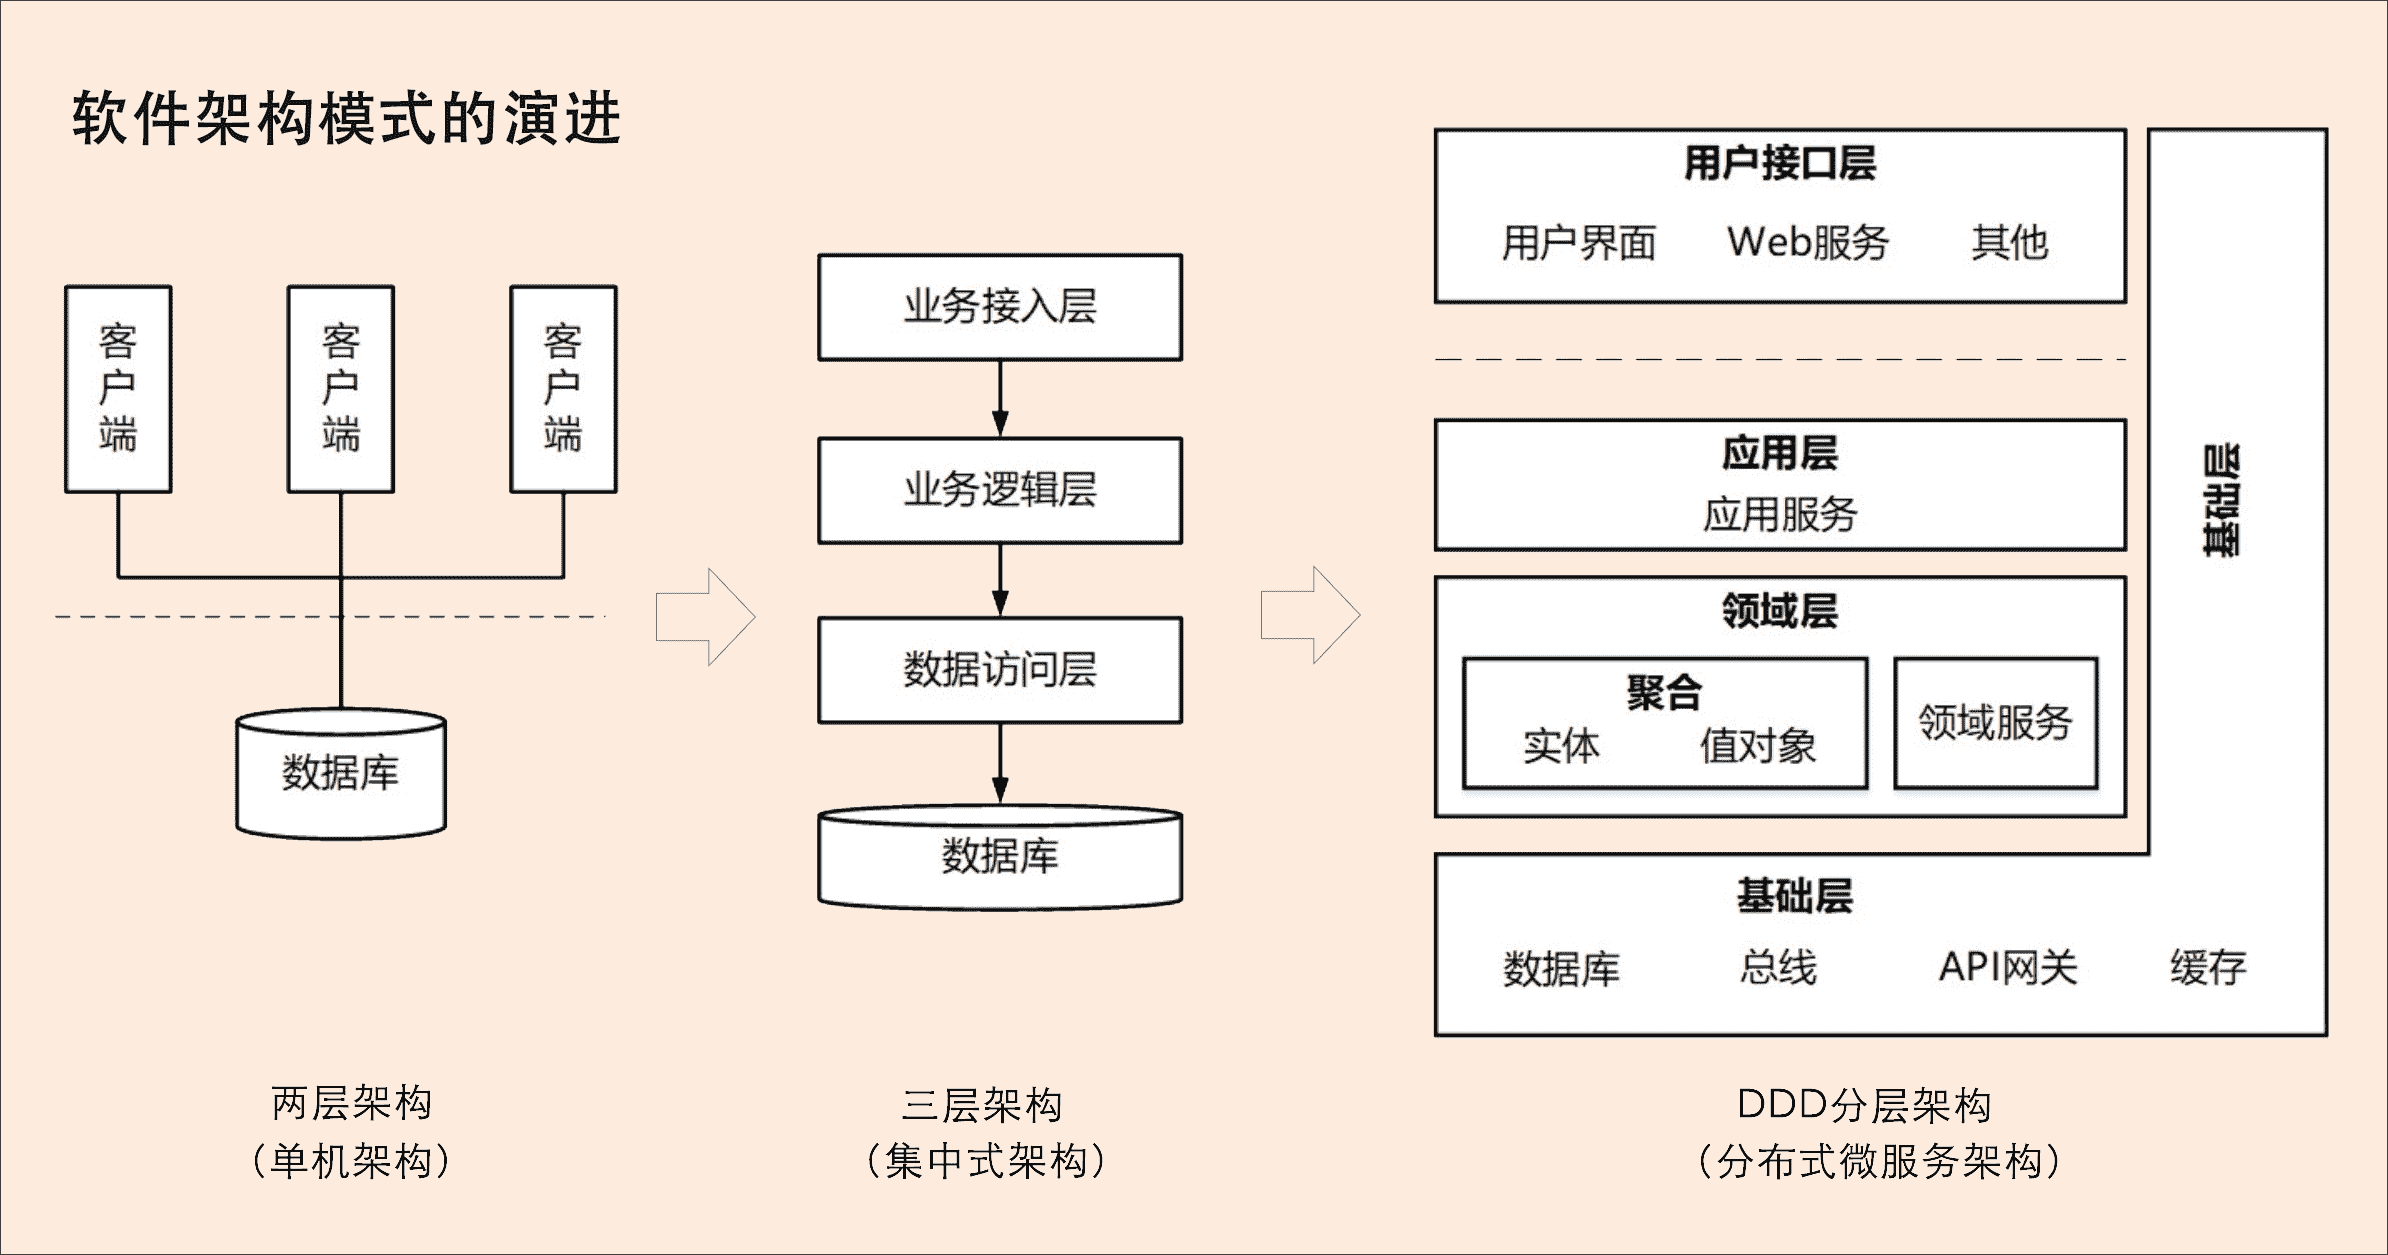 软件架构模式的演进
客户端
客户端
客户端
数据库
两层架构
（单机架构）
业务接入层
业务逻辑层
数据访问层
数据库
三层架构
（集中式架构）
用户接口层
用户界面 Web服务 其他
应用层
应用服务
领域层
聚合
实体 值对象
领域服务
基础层
基础层
数据库 总线 API网关 缓存
DDD分层架构
（分布式微服务架构）